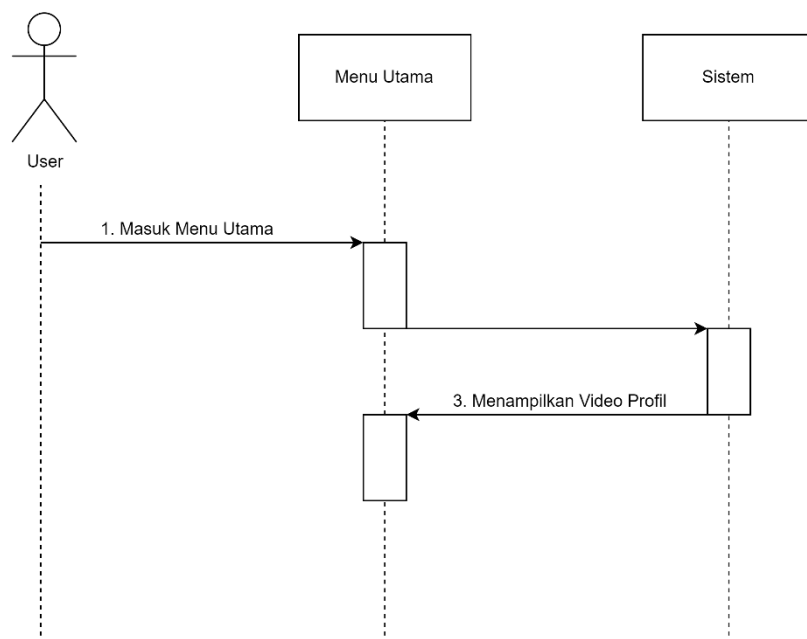 Menu Utama
Sistem
User
1. Masuk Menu Utama
3. Menampilkan Video Profil